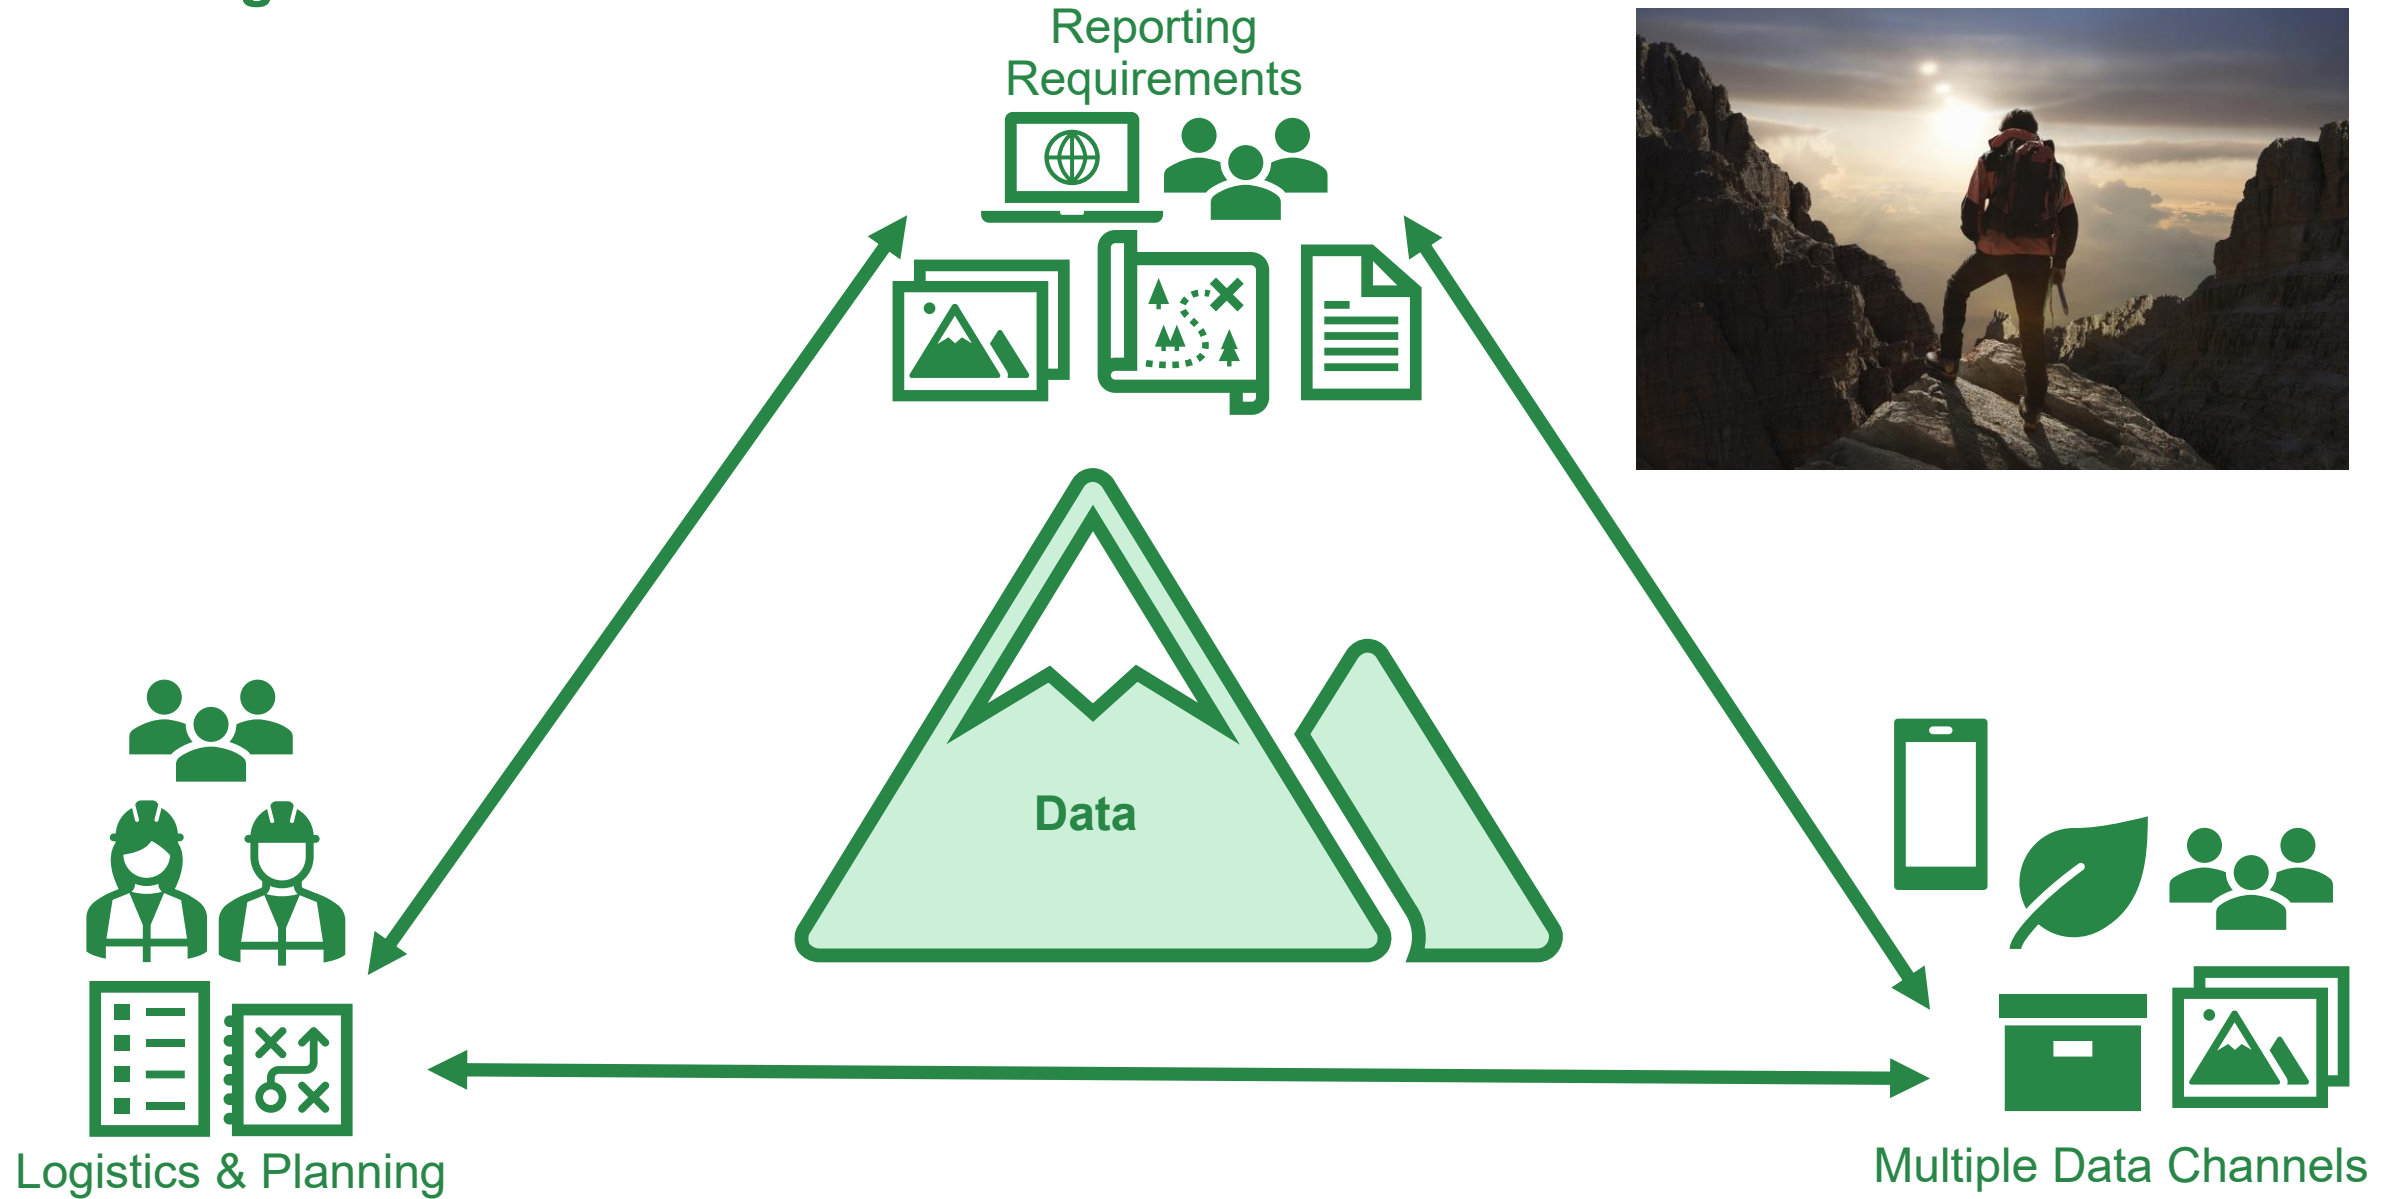 Reporting
Requirements
Data
Logistics & Planning
Multiple Data Channels